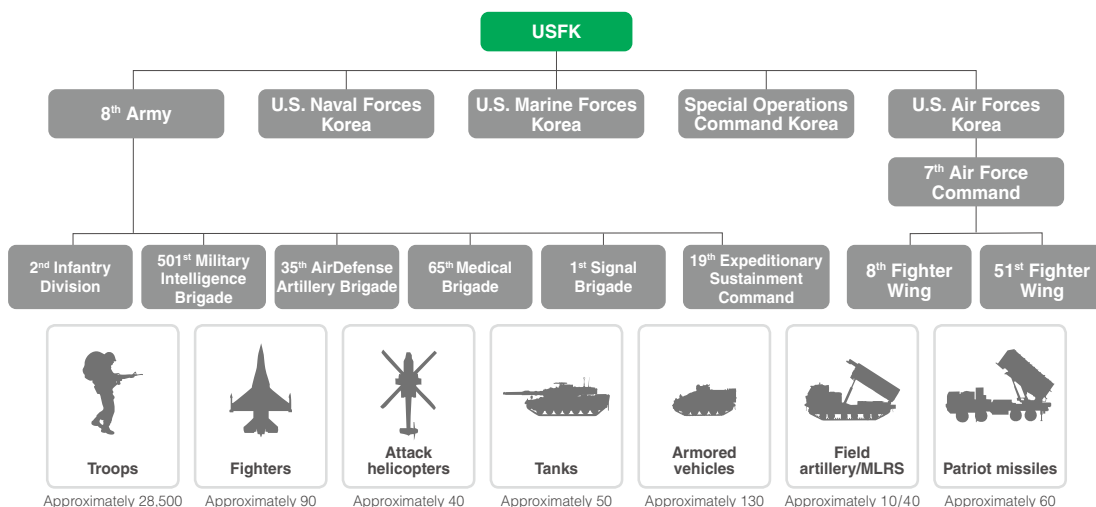 USFK
8th Army
U.S. Naval Forces
Korea
U.S. Marine Forces
Korea
Special Operations
Command Korea
U.S. Air Forces
Korea
7th Air Force
Command
2nd Infantry
Division
501st Military
Intelligence
Brigade
35th AirDefense
Artillery Brigade
65th Medical
Brigade
1st Signal
Brigade
19th Expeditionary
Sustainment
Command
8th Fighter
Wing
51st Fighter
Wing
Troops
Approximately 28,500
Fighters
Approximately 90
Attack
helicopters
Approximately 40
Tanks
Approximately 50
Armored
vehicles
Approximately 130
Field
artillery/MLRS
Approximately 10/40
Patriot missiles
Approximately 60